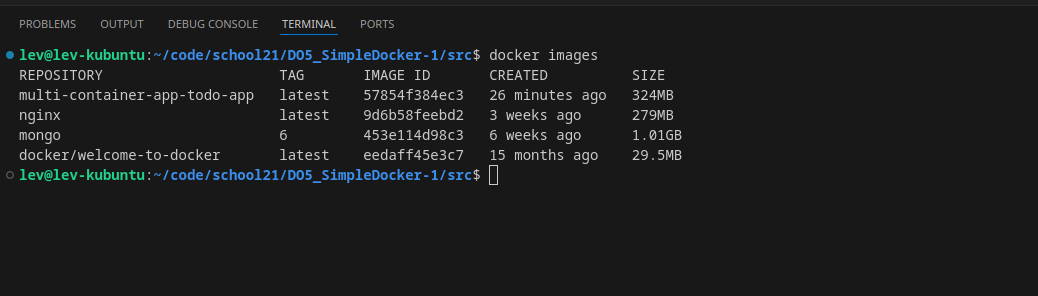 PROBLEMS OUTPUT DEBUG CONSOLE TERMINAL PORTS
lev@lev-kubuntu:~/code/school21/DO5_SimpleDocker-1/src$ docker images
REPOSITORY TAG IMAGE ID CREATED SIZE
multi-container-app-todo-app latest 57854f384ec3 26 minutes ago 324MB
nginx latest 9d6b58feebd2 3 weeks ago 279MB
mongo 6 453e114d98c3 6 weeks ago 1.01GB
docker/welcome-to-docker latest eedaff45e3c7 15 months ago 29.5MB
lev@lev-kubuntu:~/code/school21/DO5_SimpleDocker-1/src$